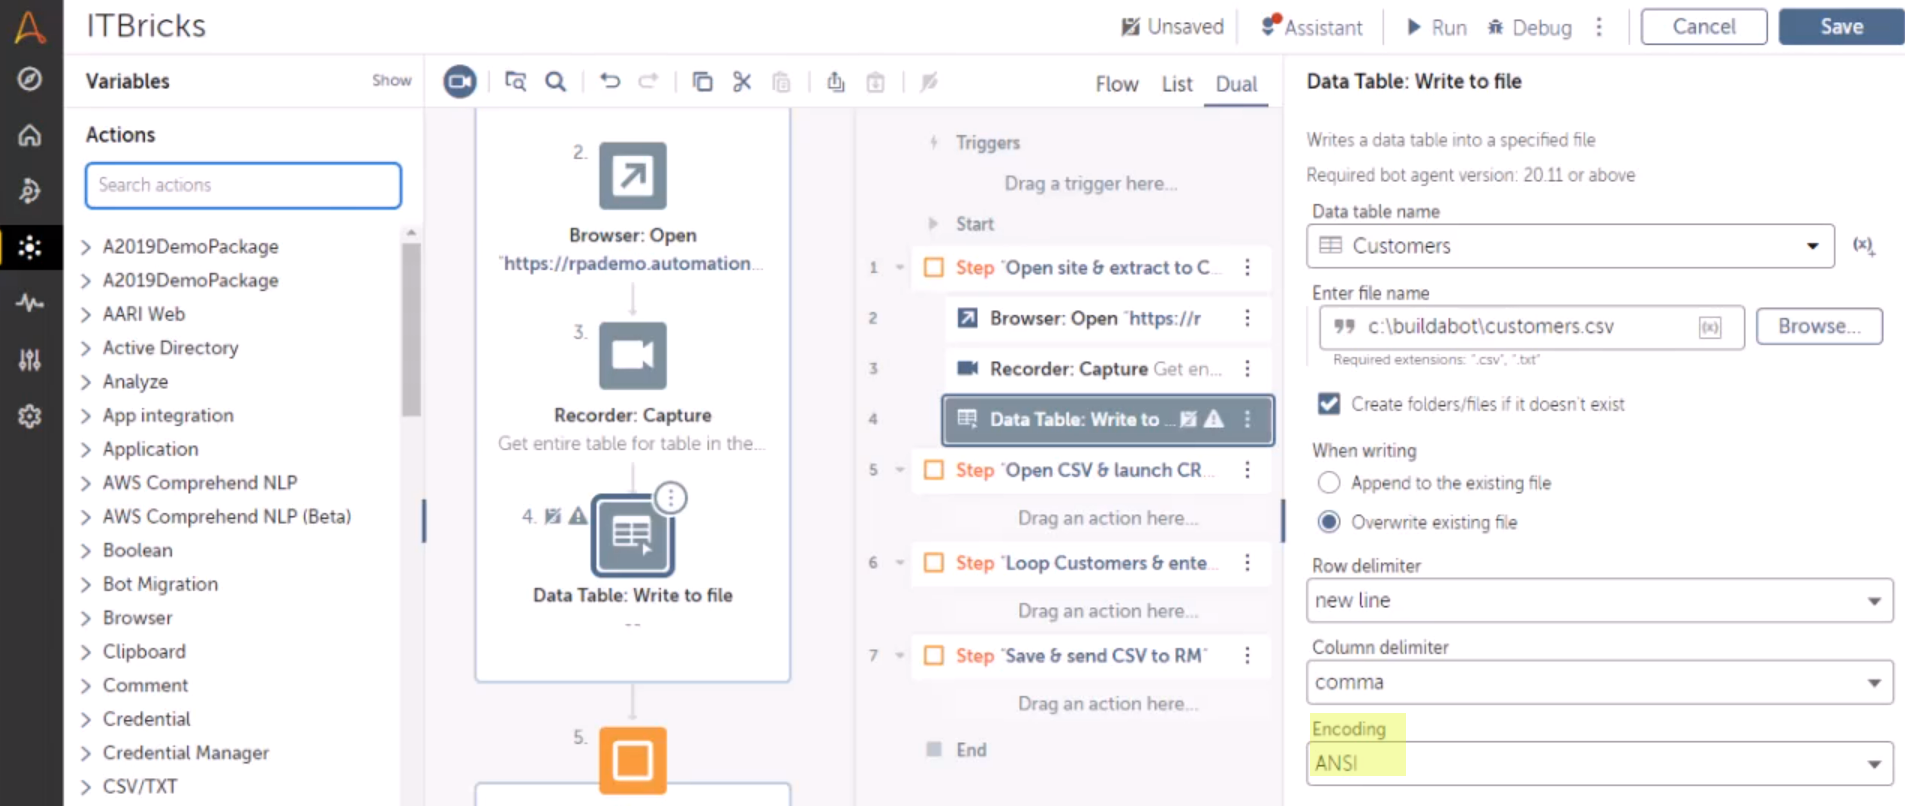 ITBricks
Unsaved
Assistant
Run
Debug
Cancel
Save
Variables
Show
Actions
Search actions
A2019DemoPackage
A2019DemoPackage
AARI Web
Active Directory
Analyze
App integration
Application
AWS Comprehend NLP
AWS Comprehend NLP (Beta)
Boolean
Bot Migration
Browser
Clipboard
Comment
Credential
Credential Manager
CSV/TXT
Flow
List
Dual
2.
Browser: Open
"https://rpademo.automation...
3.
Recorder: Capture
Get entire table for table in the...
4.
Data Table: Write to file
--
5.
Triggers
Drag a trigger here...
Start
1 Step "Open site & extract to C...
2 Browser: Open "https://r
3 Recorder: Capture Get en...
4 Data Table: Write to ...
5 Step "Open CSV & launch CR...
Drag an action here...
6 Step "Loop Customers & ente...
Drag an action here...
7 Step "Save & send CSV to RM"
Drag an action here...
End
Data Table: Write to file
Writes a data table into a specified file
Required bot agent version: 20.11 or above
Data table name
Customers
(x)+
Enter file name
c:\buildabot\customers.csv
(x)
Browse...
Required extensions: ".csv", ".txt"
Create folders/files if it doesn't exist
When writing
Append to the existing file
Overwrite existing file
Row delimiter
new line
Column delimiter
comma
Encoding
ANSI